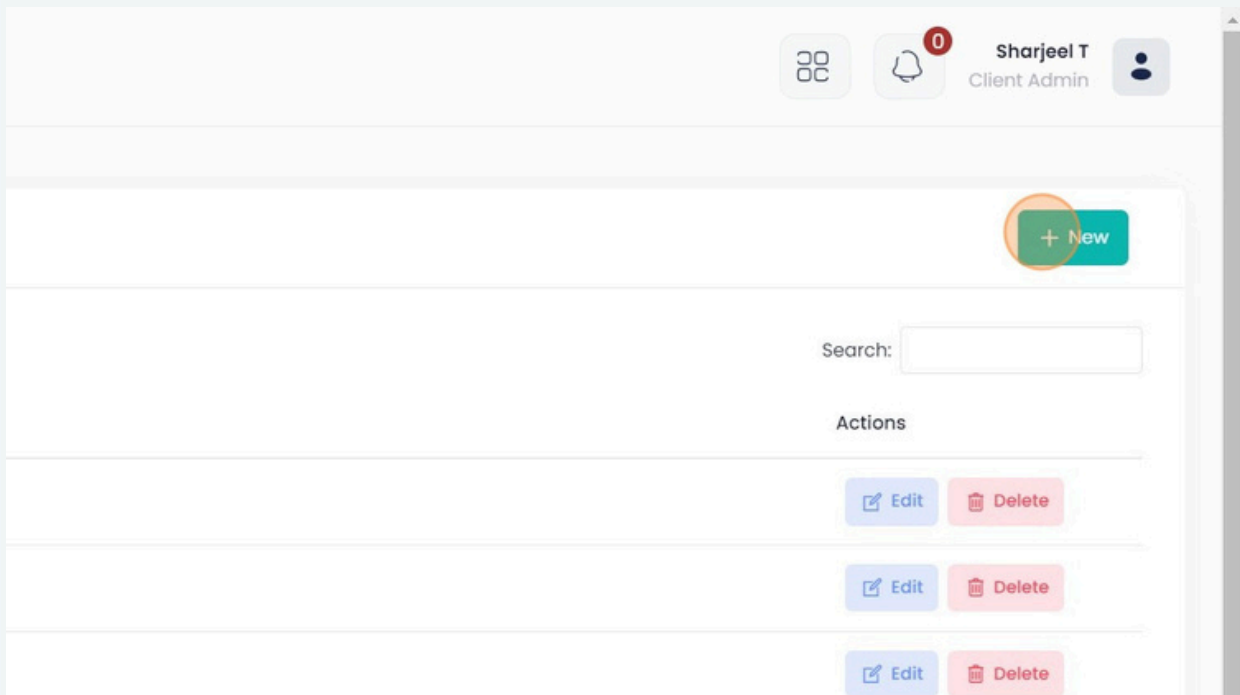 0
Sharjeel T
Client Admin
+ New
Search:
Actions
Edit Delete
Edit Delete
Edit Delete